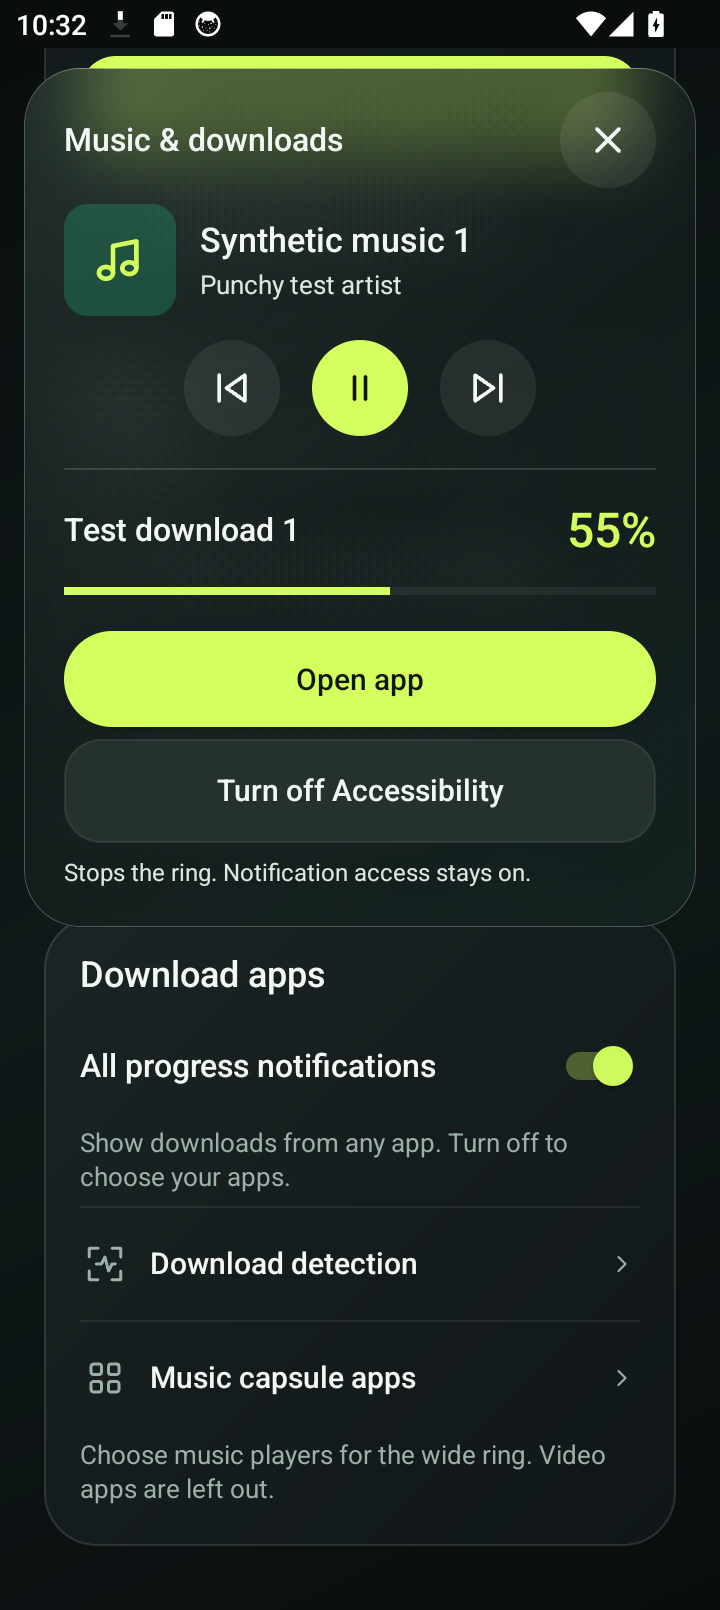 10:32
Music & downloads
Synthetic music 1
Punchy test artist
Test download 1
55%
Open app
Turn off Accessibility
Stops the ring. Notification access stays on.
Download apps
All progress notifications
Show downloads from any app. Turn off to
choose your apps.
Download detection
Music capsule apps
Choose music players for the wide ring. Video
apps are left out.